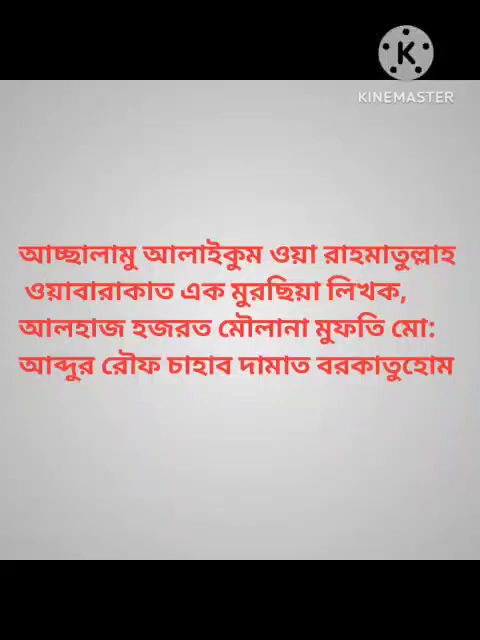 K
KINEMASTER
আচ্ছালামু আলাইকুম ওয়া রাহমাতুল্লাহ
ওয়াবারাকাত এক মুরছিয়া লিখক,
আলহাজ হজরত মৌলানা মুফতি মো:
আব্দুর রৌফ চাহাব দামাত বরকাতুহোম